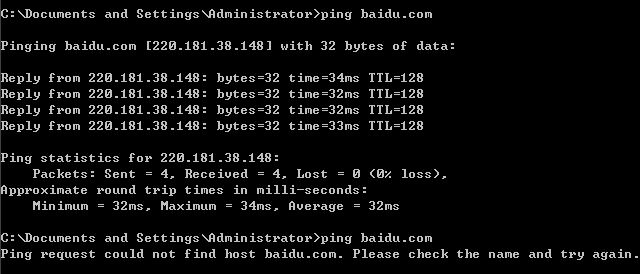 C:\Documents and Settings\Administrator>ping baidu.com
Pinging baidu.com [220.181.38.148] with 32 bytes of data:
Reply from 220.181.38.148: bytes=32 time=34ms TTL=128
Reply from 220.181.38.148: bytes=32 time=32ms TTL=128
Reply from 220.181.38.148: bytes=32 time=32ms TTL=128
Reply from 220.181.38.148: bytes=32 time=33ms TTL=128
Ping statistics for 220.181.38.148:
    Packets: Sent = 4, Received = 4, Lost = 0 (0% loss),
Approximate round trip times in milli-seconds:
    Minimum = 32ms, Maximum = 34ms, Average = 32ms
C:\Documents and Settings\Administrator>ping baidu.com
Ping request could not find host baidu.com. Please check the name and try again.